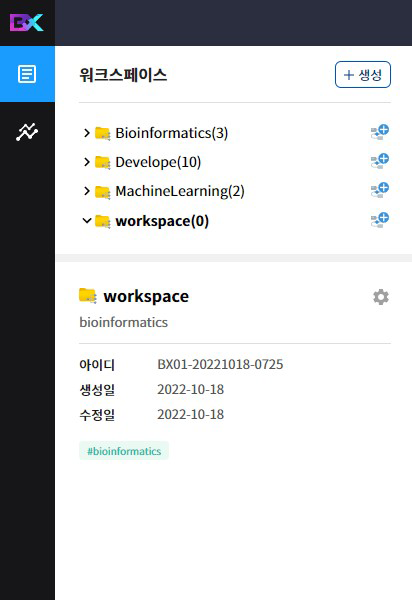 BX
워크스페이스
+ 생성
Bioinformatics(3)
Develope(10)
MachineLearning(2)
workspace(0)
workspace
bioinformatics
아이디 BX01-20221018-0725
생성일 2022-10-18
수정일 2022-10-18
#bioinformatics